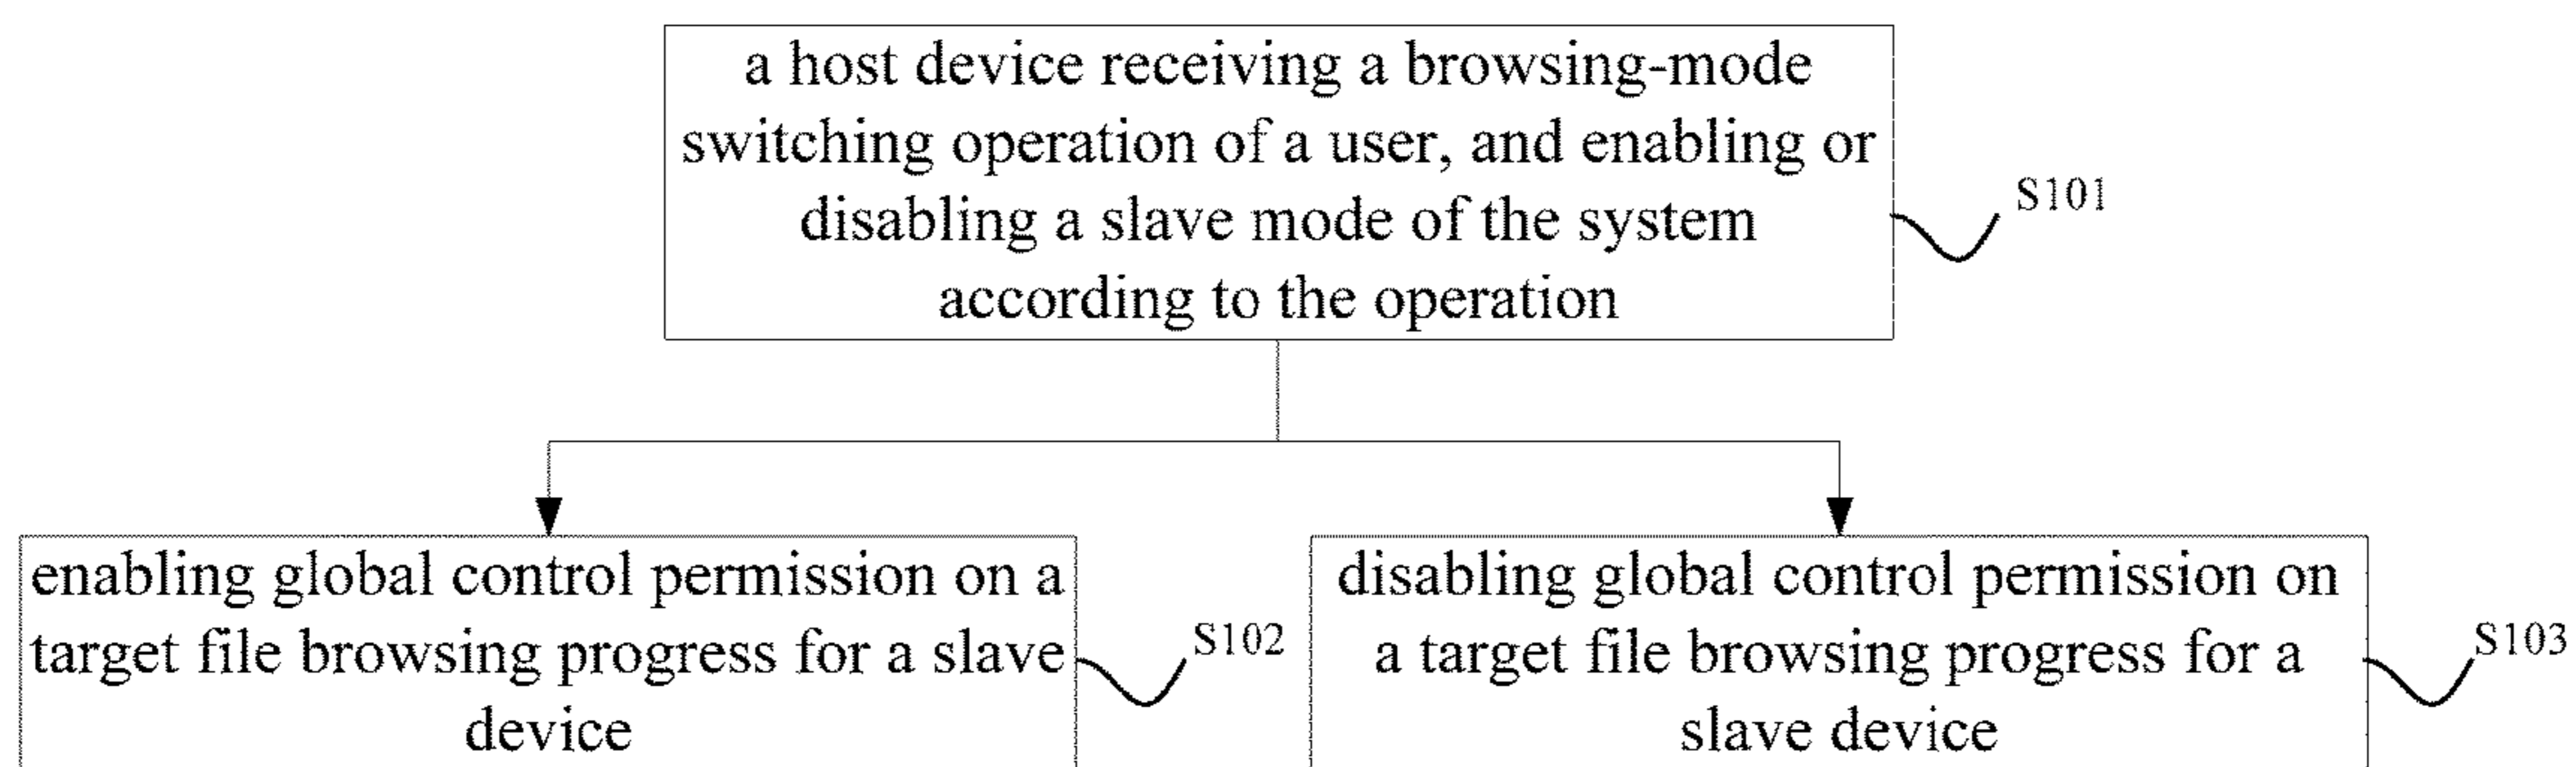 a host device receiving a browsing-mode
switching operation of a user, and enabling or
disabling a slave mode of the system
according to the operation
S101
enabling global control permission on a
target file browsing progress for a slave
device
S102
disabling global control permission on
a target file browsing progress for a
slave device
S103